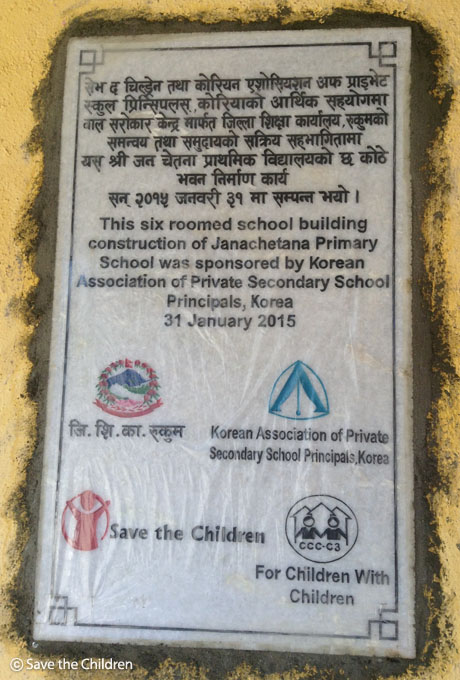 सेभ द चिल्ड्रेन तथा कोरियन एशोसियशन अफ प्राइभेट
स्कुल प्रिन्सिपलस् कोरियाको आर्थिक सहयोगमा
वाल सरोकार केन्द्र मार्फत जिल्ला शिक्षा कार्यालय, रुकुमको
समन्वय तथा समुदायको सक्रिय सहभागितामा
यस श्री जन चेतना प्राथमिक विद्यालयको छ कोठे
भवन निर्माण कार्य
सन् २०१५ जनवरी ३१ मा सम्पन्न भयो ।
This six roomed school building
construction of Janachetana Primary
School was sponsored by Korean
Association of Private Secondary School
Principals, Korea
31 January 2015
जि. शि. का. रुकुम
Korean Association of Private
Secondary School Principals,Korea
Save the Children
CCC-C3
For Children With
Children
© Save the Children